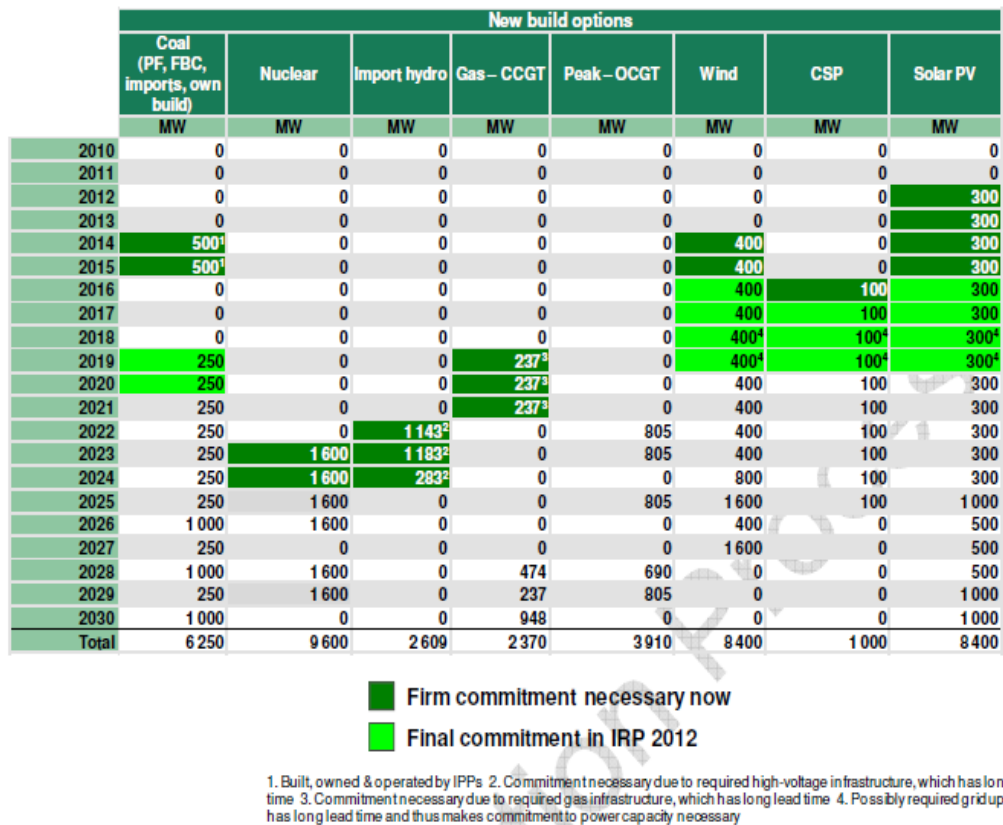 New build options
Coal (PF, FBC, imports, own build) Nuclear Import hydro Gas – CCGT Peak – OCGT Wind CSP Solar PV
MW MW MW MW MW MW MW MW
2010 0 0 0 0 0 0 0 0
2011 0 0 0 0 0 0 0 0
2012 0 0 0 0 0 0 0 300
2013 0 0 0 0 0 0 0 300
2014 500¹ 0 0 0 0 400 0 300
2015 500¹ 0 0 0 0 400 0 300
2016 0 0 0 0 0 400 100 300
2017 0 0 0 0 0 400 100 300
2018 0 0 0 0 0 400⁴ 100⁴ 300⁴
2019 250 0 0 237³ 0 400⁴ 100⁴ 300⁴
2020 250 0 0 237³ 0 400 100 300
2021 250 0 0 237³ 0 400 100 300
2022 250 0 1 143² 0 805 400 100 300
2023 250 1 600 1 183² 0 805 400 100 300
2024 250 1 600 283² 0 0 800 100 300
2025 250 1 600 0 0 805 1 600 100 1 000
2026 1 000 1 600 0 0 0 400 0 500
2027 250 0 0 0 0 1 600 0 500
2028 1 000 1 600 0 474 690 0 0 500
2029 250 1 600 0 237 805 0 0 1 000
2030 1 000 0 0 948 0 0 0 1 000
Total 6 250 9 600 2 609 2 370 3 910 8 400 1 000 8 400
Firm commitment necessary now
Final commitment in IRP 2012
1. Built, owned & operated by IPPs 2. Commitment necessary due to required high-voltage infrastructure, which has lon
time 3. Commitment necessary due to required gas infrastructure, which has long lead time 4. Possibly required grid up
has long lead time and thus makes commitment to power capacity necessary